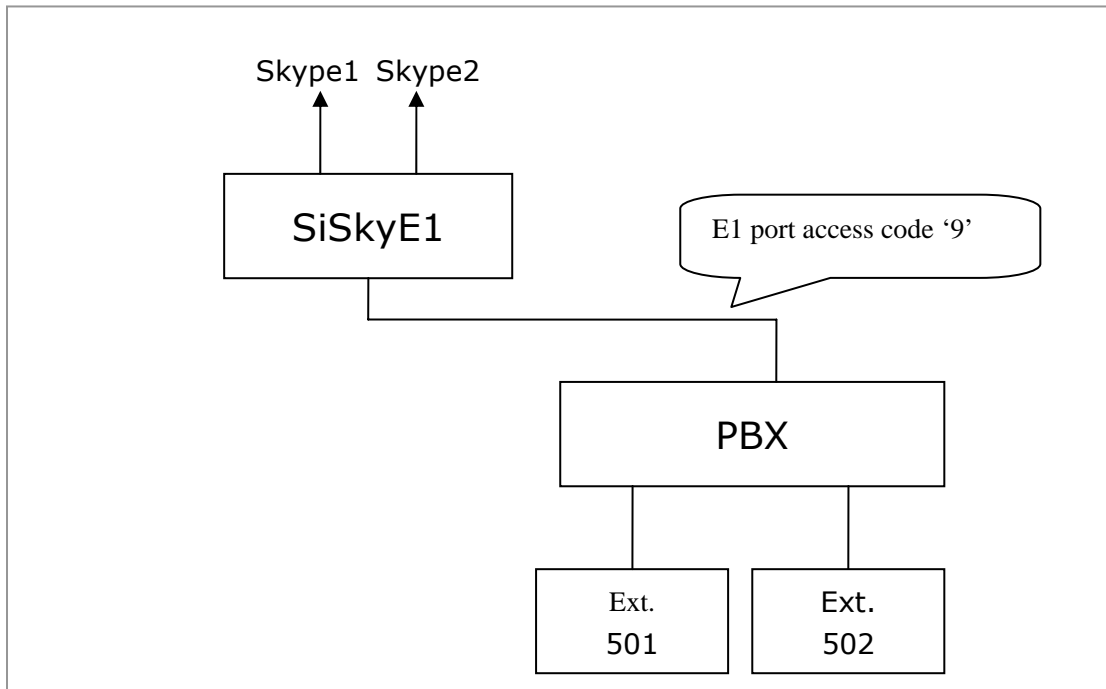 Skype1 Skype2
SiSkyE1
E1 port access code ‘9’
PBX
Ext.
501
Ext.
502